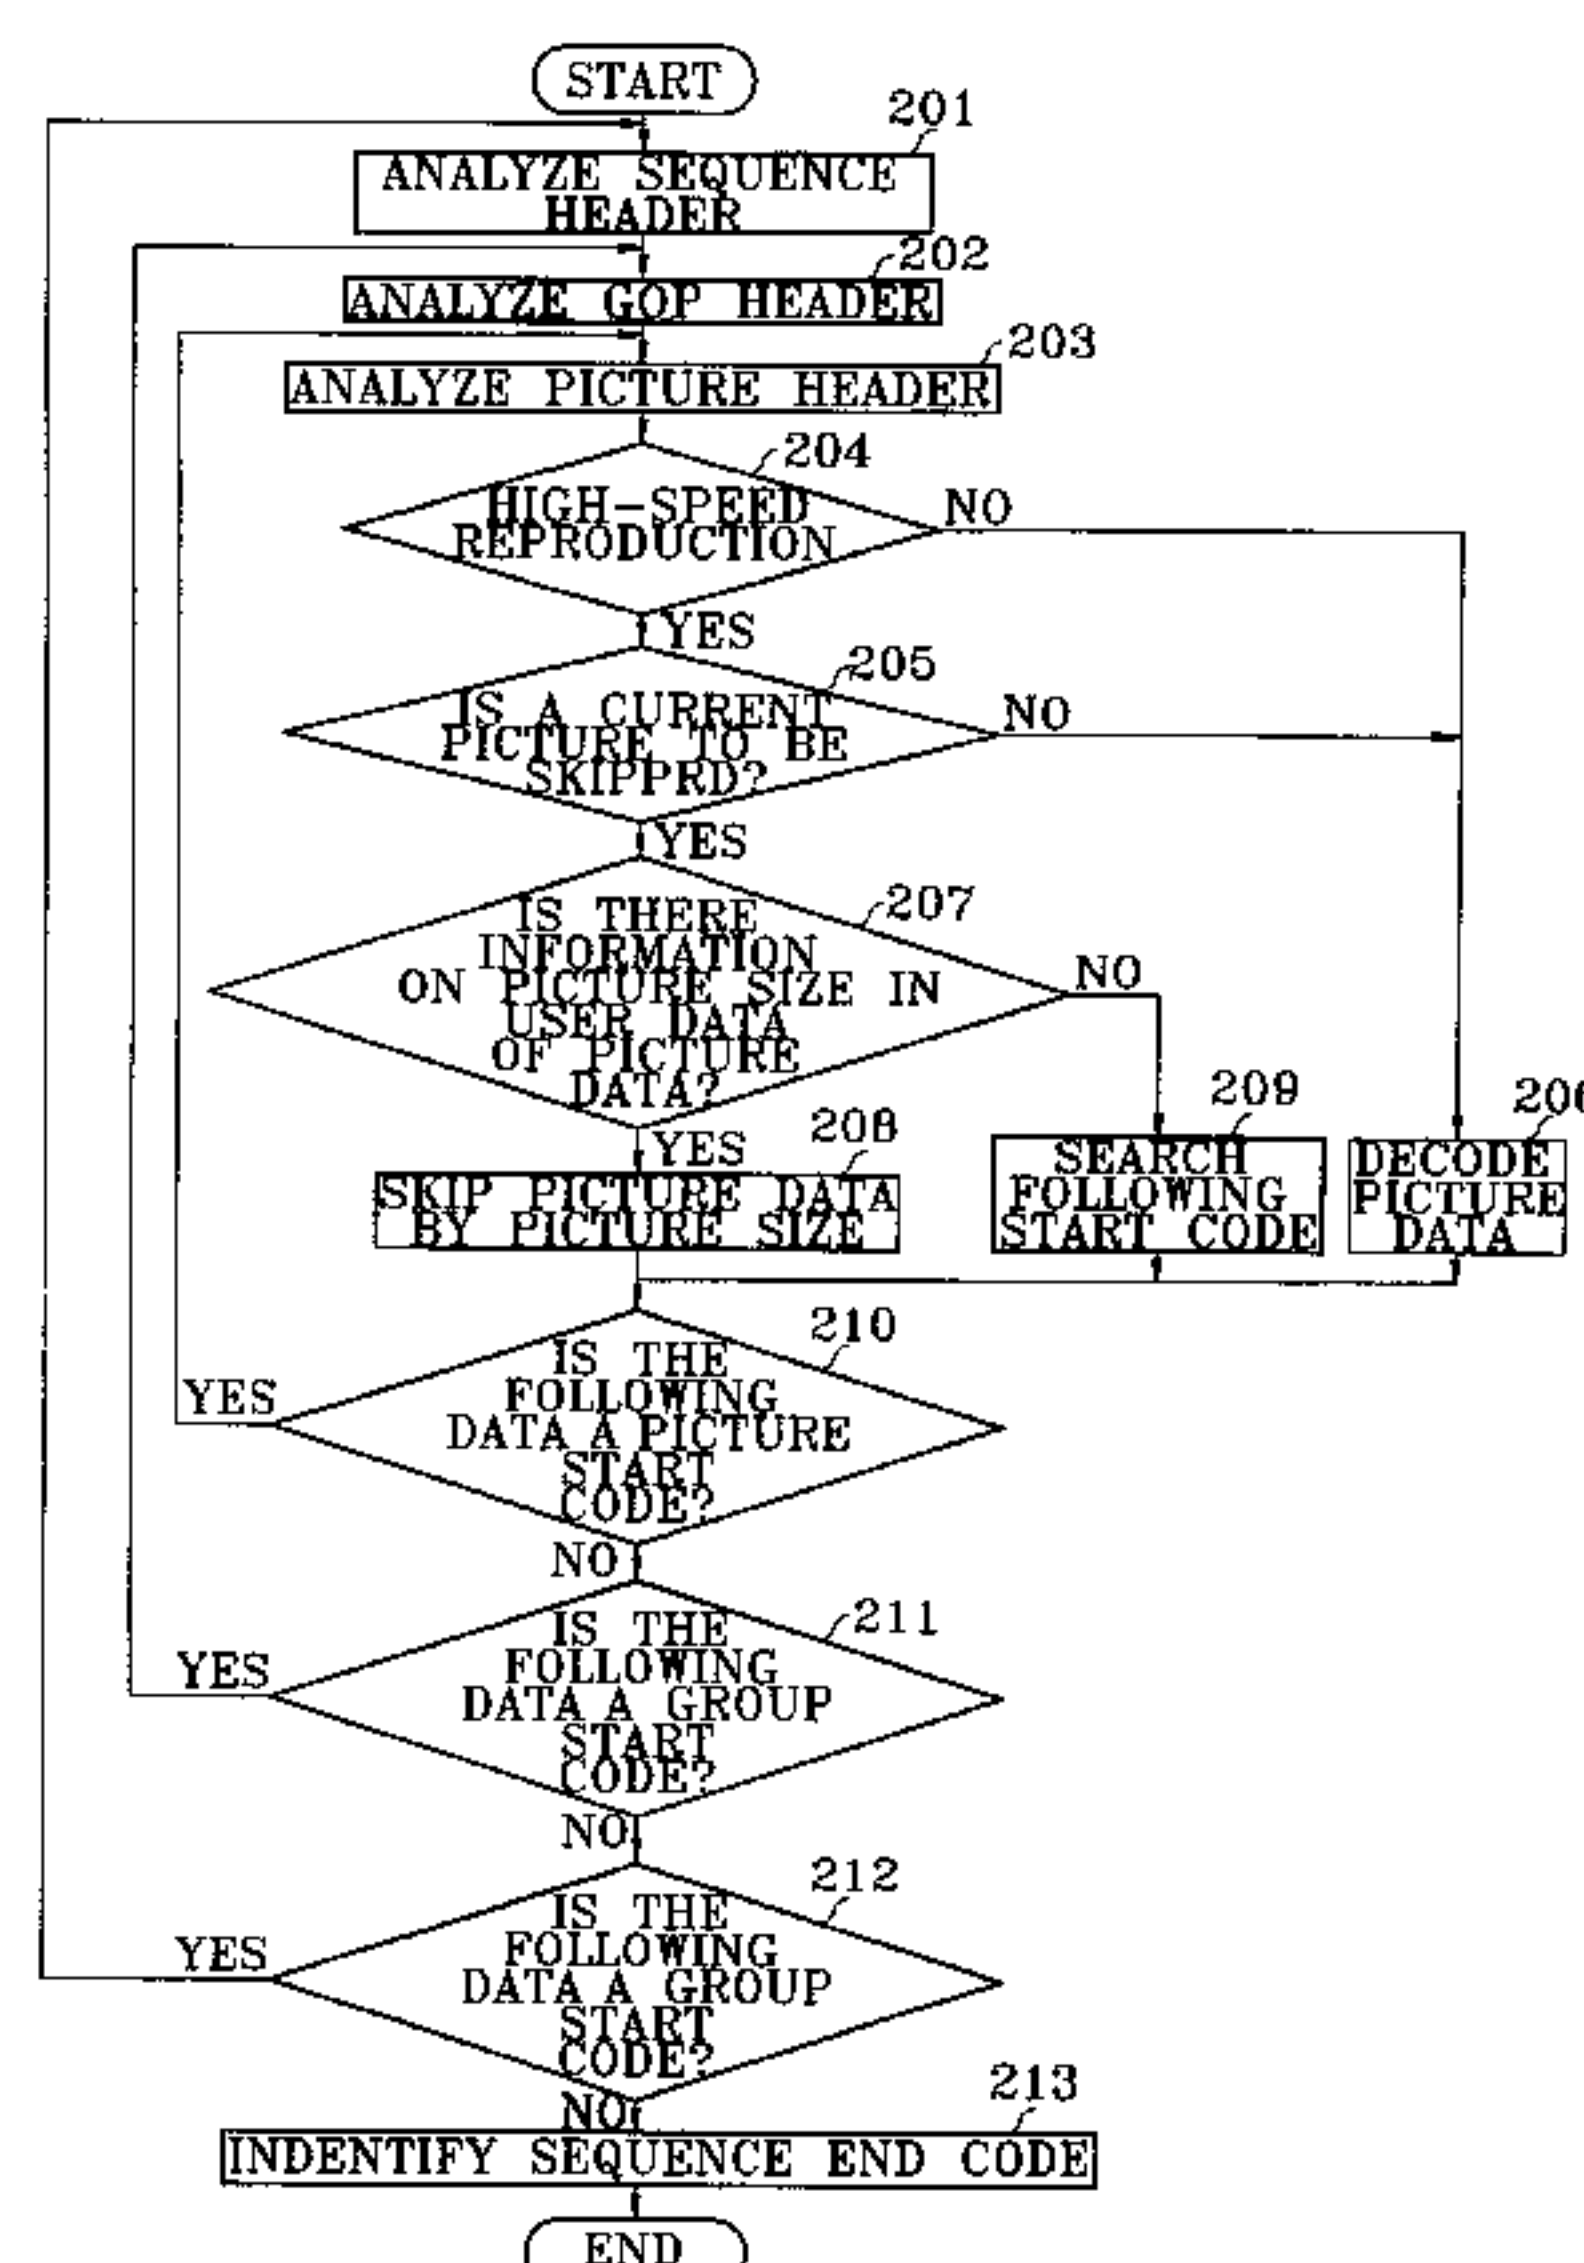 START
201
ANALYZE SEQUENCE
HEADER
202
ANALYZE GOP HEADER
203
ANALYZE PICTURE HEADER
204
HIGH-SPEED
REPRODUCTION
NO
YES
205
IS A CURRENT
PICTURE TO BE
SKIPPRD?
NO
YES
207
IS THERE
INFORMATION
ON PICTURE SIZE IN
USER DATA
OF PICTURE
DATA?
NO
YES
208
SKIP PICTURE DATA
BY PICTURE SIZE
209
SEARCH
FOLLOWING
START CODE
206
DECODE
PICTURE
DATA
210
IS THE
FOLLOWING
DATA A PICTURE
START
CODE?
YES
NO
211
IS THE
FOLLOWING
DATA A GROUP
START
CODE?
YES
NO
212
IS THE
FOLLOWING
DATA A GROUP
START
CODE?
YES
NO
213
INDENTIFY SEQUENCE END CODE
END